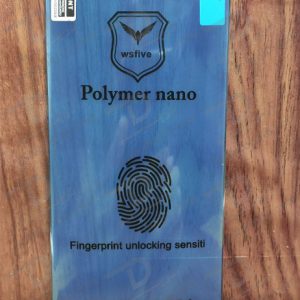 wsfive
Polymer nano
Fingerprint unlocking sensiti